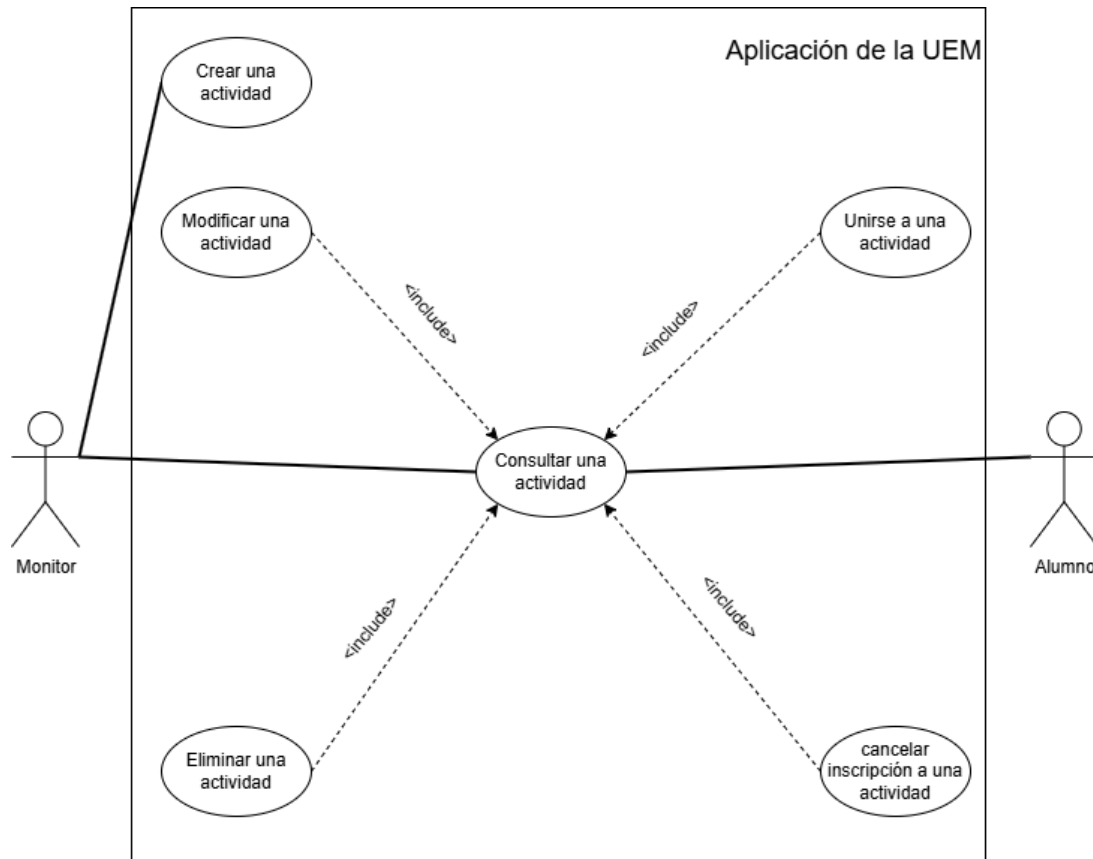 Aplicación de la UEM
Crear una
actividad
Modificar una
actividad
Unirse a una
actividad
<include>
<include>
Consultar una
actividad
Monitor
Alumno
<include>
<include>
Eliminar una
actividad
cancelar
inscripción a una
actividad